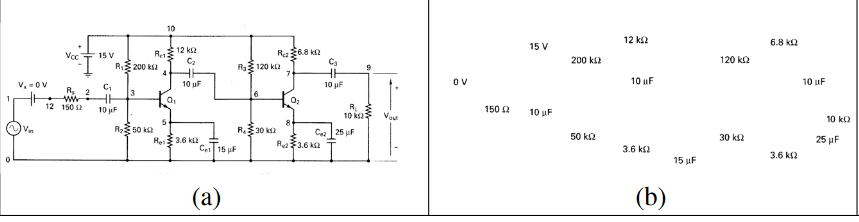 10
Vcc
+
-
15 V
Rc1
12 kΩ
C2
10 μF
R1
200 kΩ
4
R3
120 kΩ
Rc2
6.8 kΩ
7
C3
10 μF
9
Vx = 0 V
1
12
Rs
150 Ω
2
C1
10 μF
3
Q1
6
Q2
RL
10 kΩ
+
Vout
-
Vin
R2
50 kΩ
5
Re1
3.6 kΩ
Ce1
15 μF
R4
30 kΩ
8
Re2
3.6 kΩ
Ce2
25 μF
0
(a)
12 kΩ
6.8 kΩ
15 V
200 kΩ
120 kΩ
0 V
10 μF
10 μF
150 Ω
10 μF
10 kΩ
50 kΩ
30 kΩ
25 μF
3.6 kΩ
3.6 kΩ
15 μF
(b)